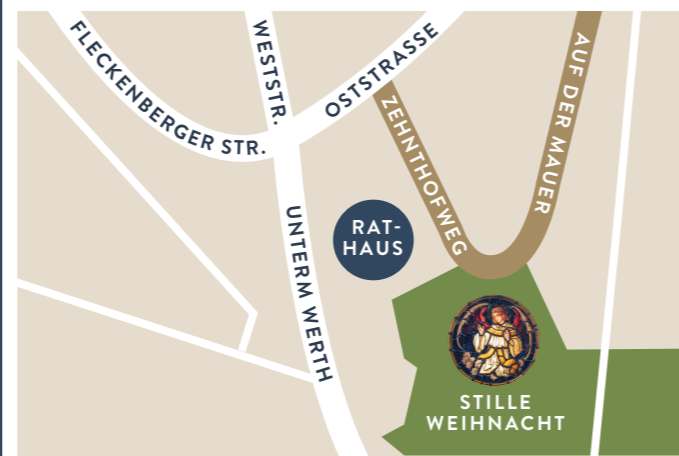 FLECKENBERGER STR.
WESTSTR.
OSTSTRASSE
ZEHNTHOFWEG
AUF DER MAUER
UNTERM WERTH
RAT-
HAUS
STILLE
WEIHNACHT